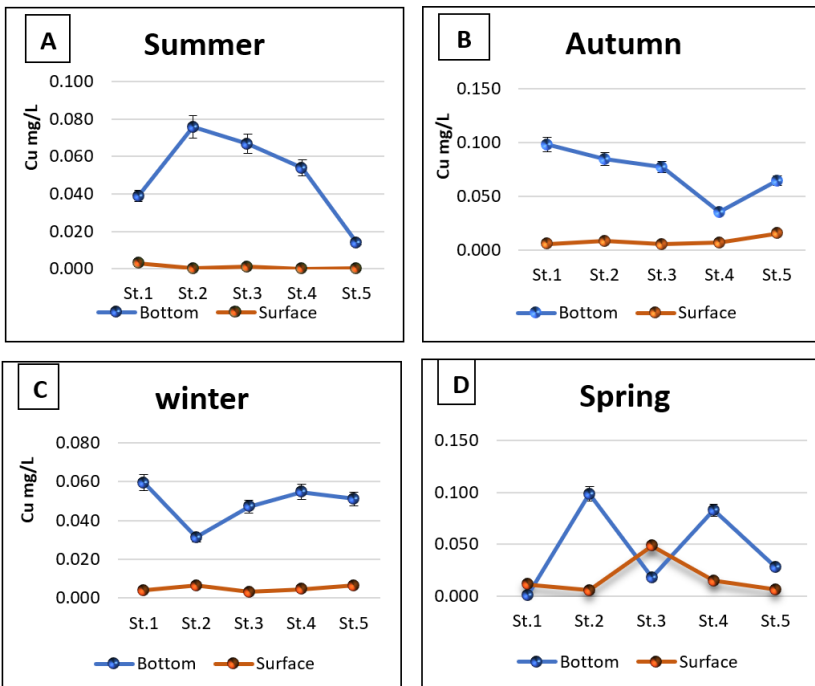 A
Summer
Cu mg/L
0.100
0.080
0.060
0.040
0.020
0.000
St.1 St.2 St.3 St.4 St.5
Bottom Surface
B
Autumn
Cu mg/L
0.150
0.100
0.050
0.000
St.1 St.2 St.3 St.4 St.5
Bottom Surface
C
winter
Cu mg/L
0.080
0.060
0.040
0.020
0.000
St.1 St.2 St.3 St.4 St.5
Bottom Surface
D
Spring
0.150
0.100
0.050
0.000
St.1 St.2 St.3 St.4 St.5
Bottom Surface